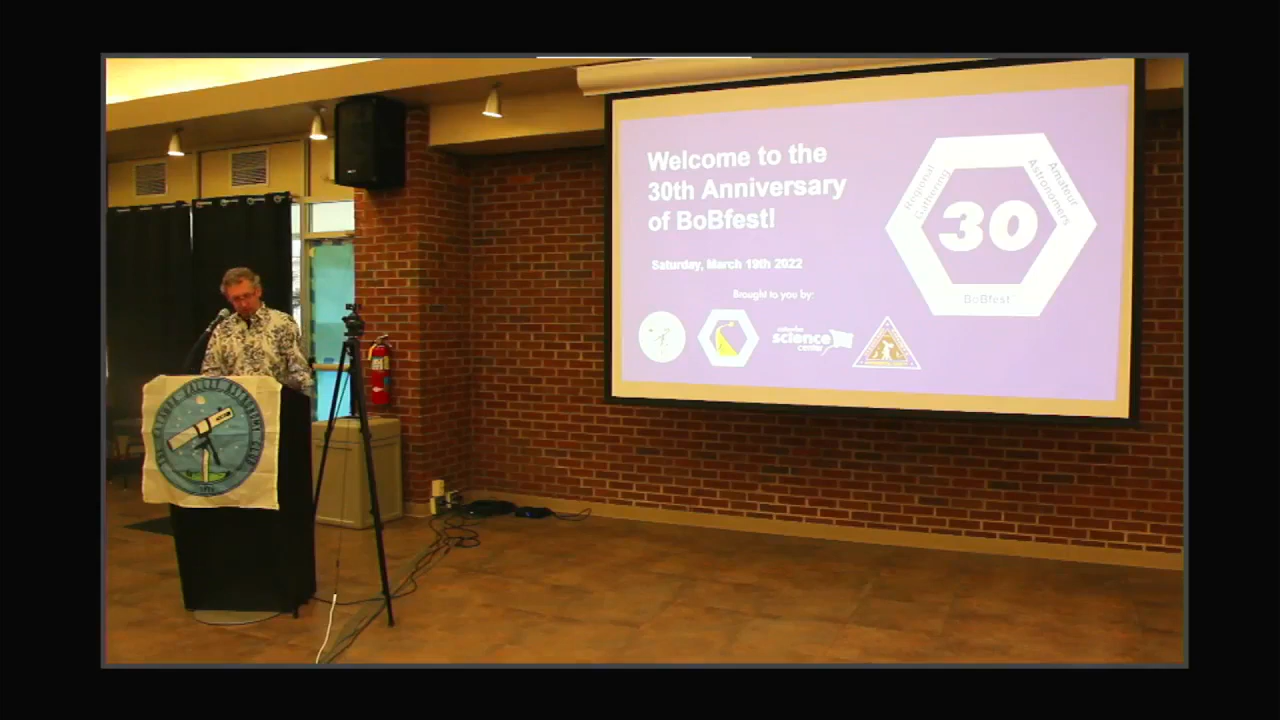 Welcome to the
30th Anniversary
of BoBfest!
Saturday, March 19th 2022
Brought to you by:
science
center
Regional
Gathering
Amateur
Astronomers
30
BoBfest